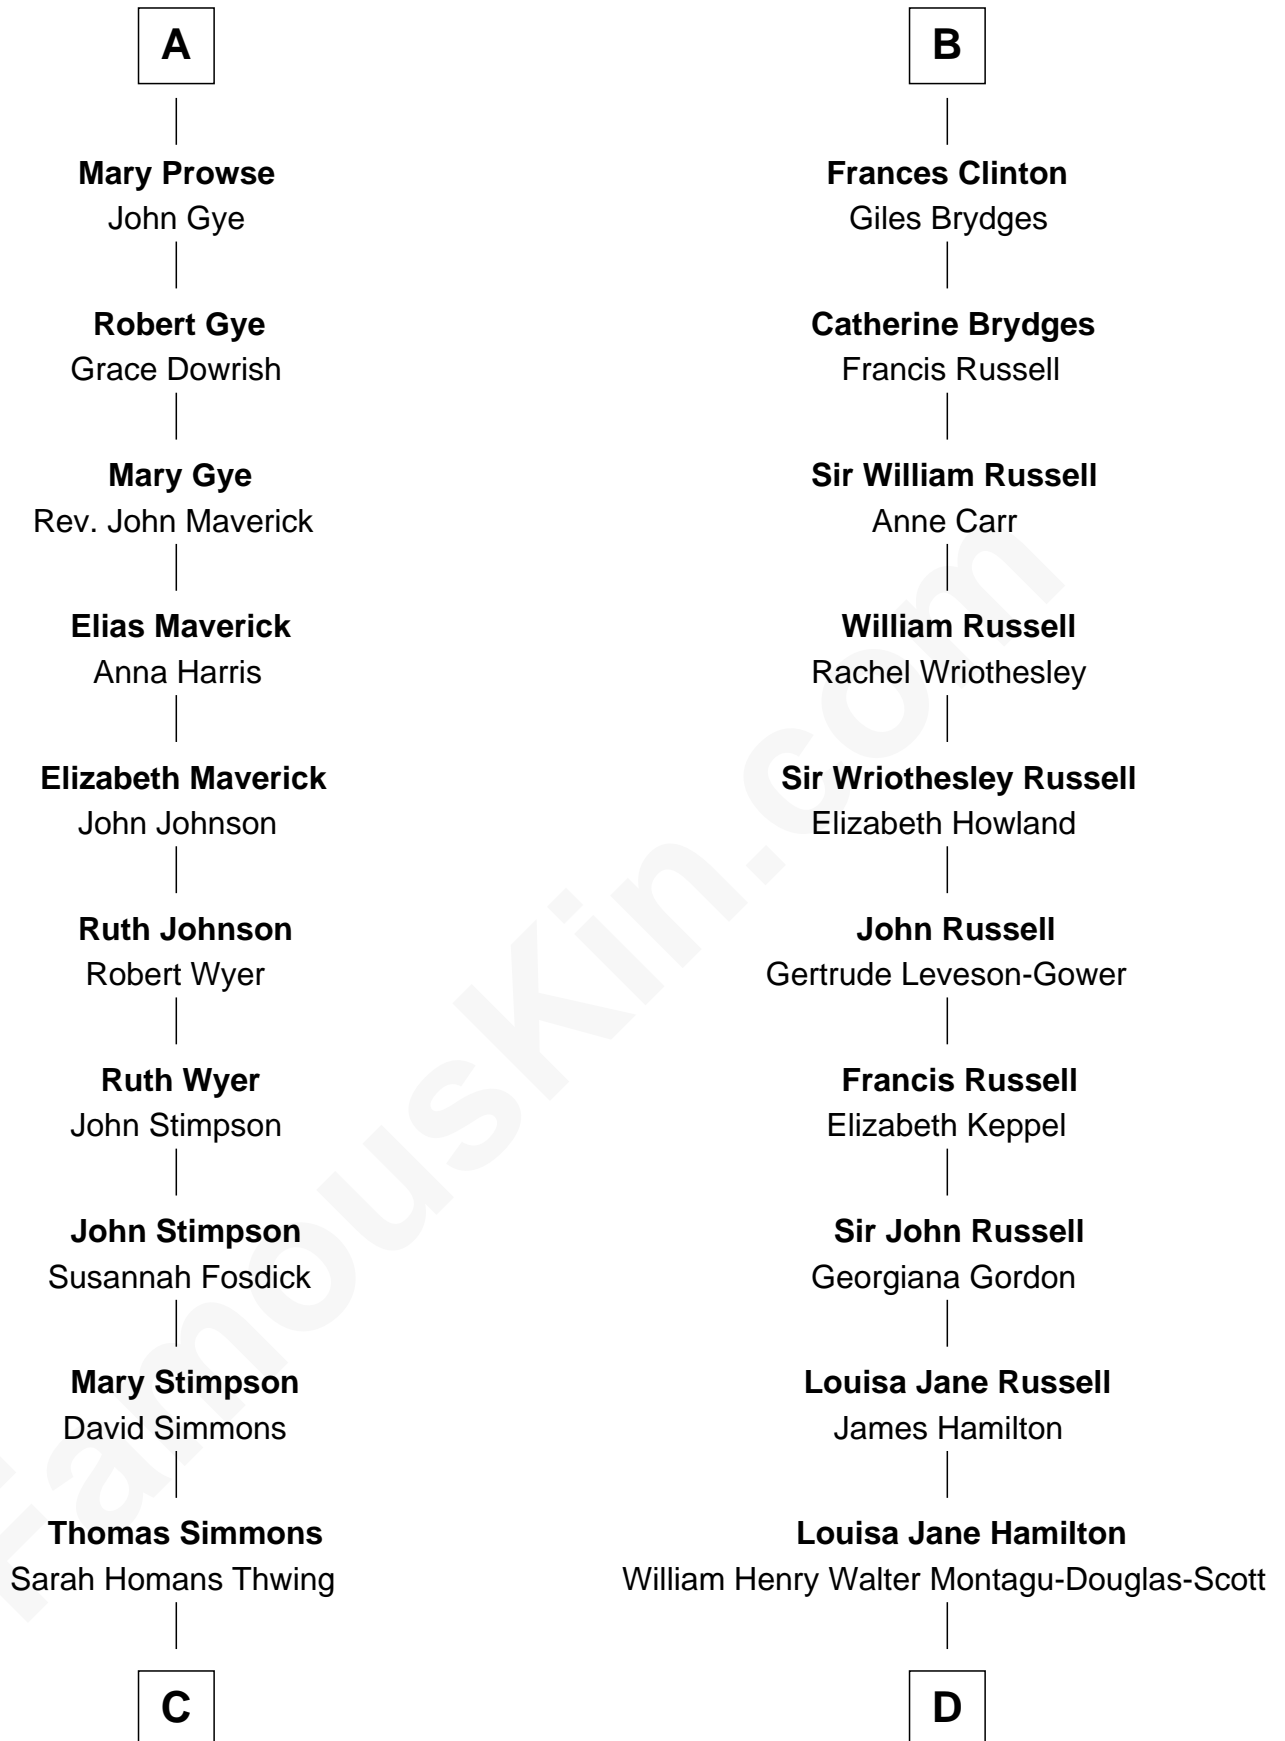 A
Mary Prowse
John Gye
Robert Gye
Grace Dowrish
Mary Gye
Rev. John Maverick
Elias Maverick
Anna Harris
Elizabeth Maverick
John Johnson
Ruth Johnson
Robert Wyer
Ruth Wyer
John Stimpson
John Stimpson
Susannah Fosdick
Mary Stimpson
David Simmons
Thomas Simmons
Sarah Homans Thwing
C
B
Frances Clinton
Giles Brydges
Catherine Brydges
Francis Russell
Sir William Russell
Anne Carr
William Russell
Rachel Wriothesley
Sir Wriothesley Russell
Elizabeth Howland
John Russell
Gertrude Leveson-Gower
Francis Russell
Elizabeth Keppel
Sir John Russell
Georgiana Gordon
Louisa Jane Russell
James Hamilton
Louisa Jane Hamilton
William Henry Walter Montagu-Douglas-Scott
D
FamousKin.com